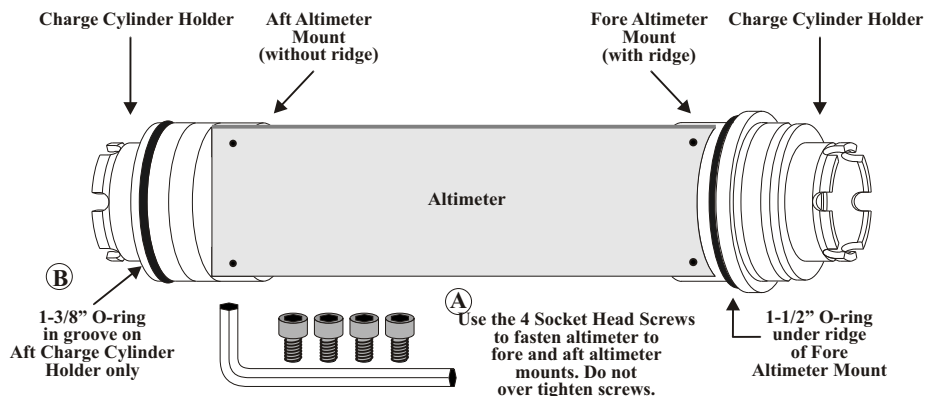 Charge Cylinder Holder
Aft Altimeter
Mount
(without ridge)
Fore Altimeter
Mount
(with ridge)
Charge Cylinder Holder
Altimeter
B
1-3/8” O-ring
in groove on
Aft Charge Cylinder
Holder only
A
Use the 4 Socket Head Screws
to fasten altimeter to
fore and aft altimeter
mounts. Do not
over tighten screws.
1-1/2” O-ring
under ridge
of Fore
Altimeter Mount